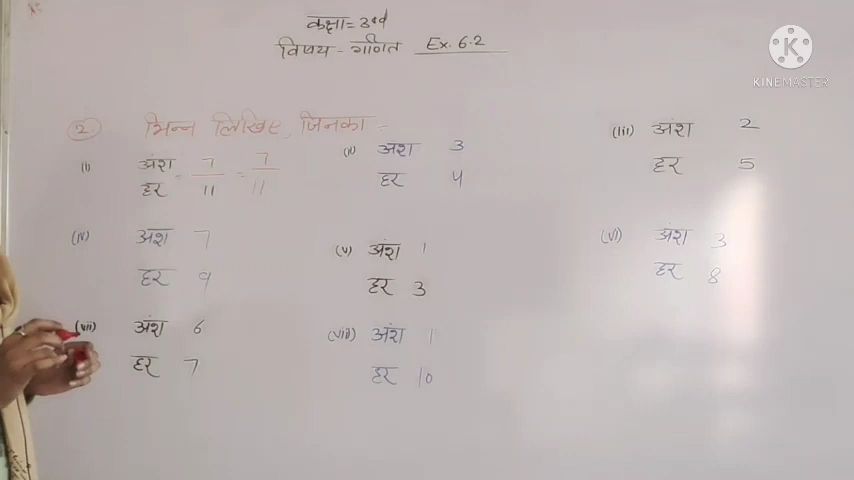 कक्षा = 3rd
विषय - गणित Ex. 6.2
K
KINEMASTER
2. भिन्न लिखिए, जिनका :-
(i) अंश 7 = 7
हर 11 11
(ii) अंश 3
हर 4
(iii) अंश 2
हर 5
(iv) अंश 7
हर 9
(v) अंश 1
हर 3
(vi) अंश 3
हर 8
(vii) अंश 6
हर 7
(viii) अंश 1
हर 10